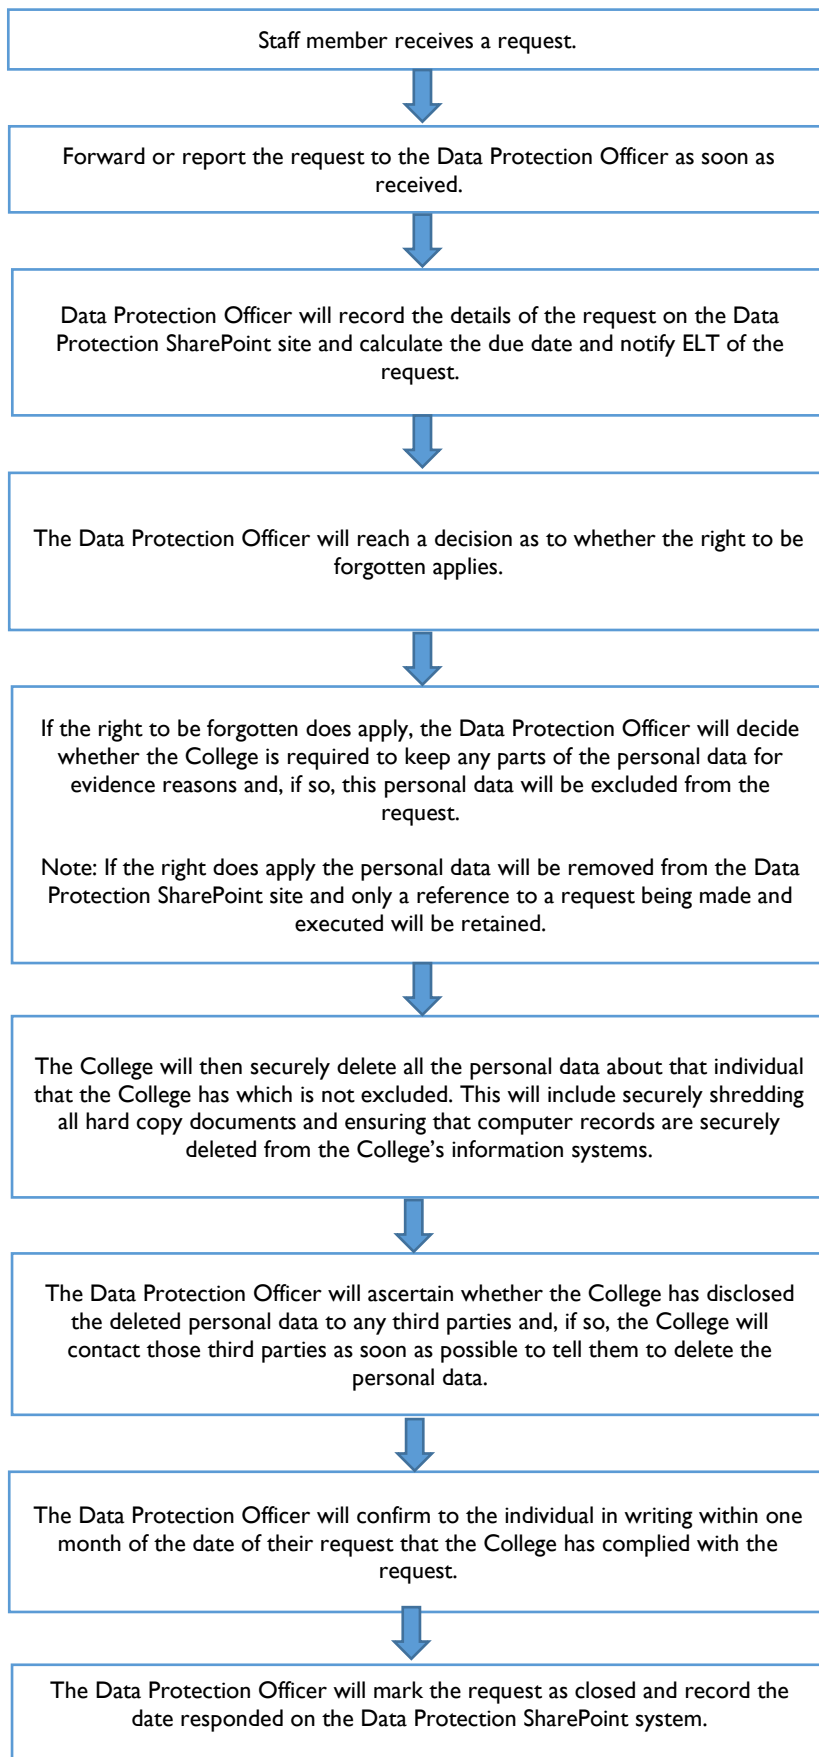 Staff member receives a request.
Forward or report the request to the Data Protection Officer as soon as
received.
Data Protection Officer will record the details of the request on the Data
Protection SharePoint site and calculate the due date and notify ELT of the
request.
The Data Protection Officer will reach a decision as to whether the right to be
forgotten applies.
If the right to be forgotten does apply, the Data Protection Officer will decide
whether the College is required to keep any parts of the personal data for
evidence reasons and, if so, this personal data will be excluded from the
request.
Note: If the right does apply the personal data will be removed from the Data
Protection SharePoint site and only a reference to a request being made and
executed will be retained.
The College will then securely delete all the personal data about that individual
that the College has which is not excluded. This will include securely shredding
all hard copy documents and ensuring that computer records are securely
deleted from the College’s information systems.
The Data Protection Officer will ascertain whether the College has disclosed
the deleted personal data to any third parties and, if so, the College will
contact those third parties as soon as possible to tell them to delete the
personal data.
The Data Protection Officer will confirm to the individual in writing within one
month of the date of their request that the College has complied with the
request.
The Data Protection Officer will mark the request as closed and record the
date responded on the Data Protection SharePoint system.